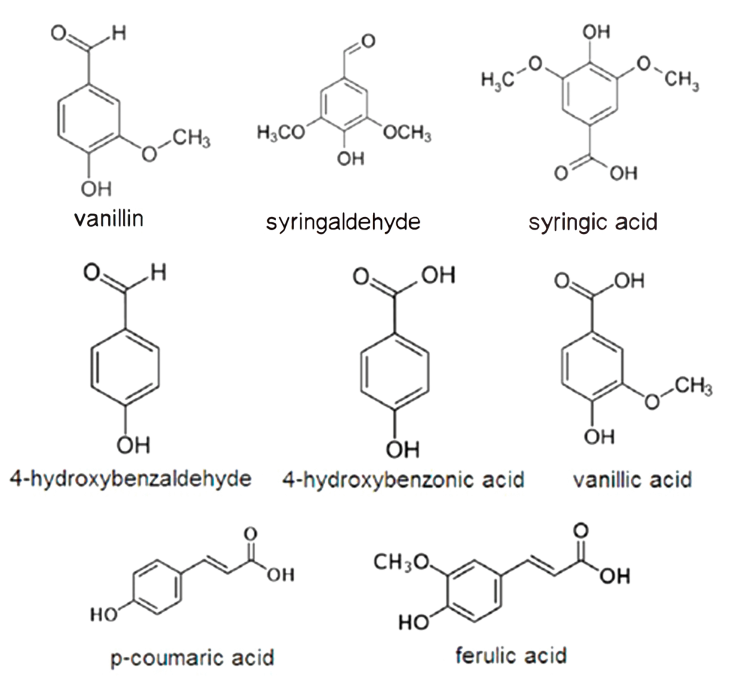 O H
O CH₃
OH
vanillin
O
H₃CO OCH₃
OH
syringaldehyde
OH
H₃C O O CH₃
O OH
syringic acid
O H
OH
4-hydroxybenzaldehyde
O OH
OH
4-hydroxybenzonic acid
O OH
O CH₃
OH
vanillic acid
O
OH
HO
p-coumaric acid
O
CH₃O
OH
HO
ferulic acid